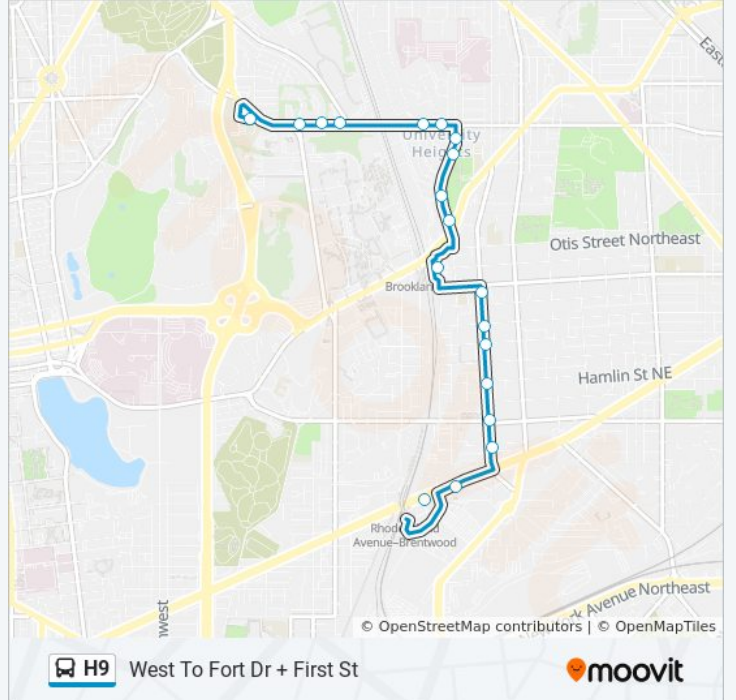 East
University
Heights
Otis Street Northeast
Brookland
Hamlin St NE
Rhode Island
Avenue–Brentwood
York Avenue Northeast
© OpenStreetMap contributors | © OpenMapTiles
H9 West To Fort Dr + First St
moovit